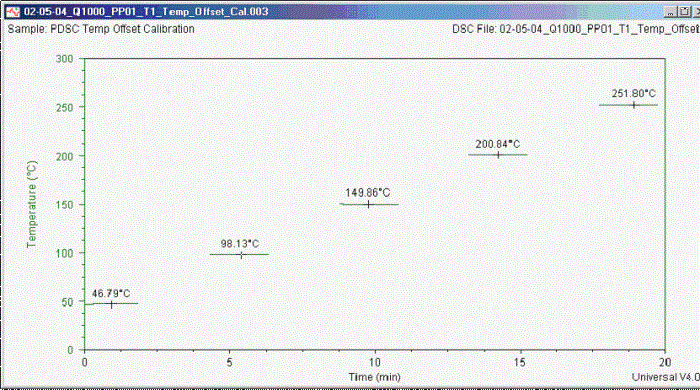 02-05-04_Q1000_PP01_T1_Temp_Offset_Cal.003
Sample: PDSC Temp Offset Calibration
DSC File: 02-05-04_Q1000_PP01_T1_Temp_Offset
300
250
200
150
100
50
0
Temperature (°C)
251.80°C
200.84°C
149.86°C
98.13°C
46.79°C
0 5 10 15 20
Time (min)
Universal V4.0